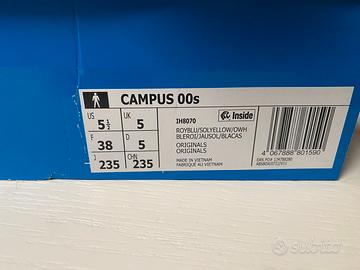 CAMPUS 00s
US 5½ UK 5
F 38 D 5
J 235 CHN 235
IH8070
Inside
ROYBLU/SOLYELLOW/OWH
BLEROI/JAUSOL/BLACAS
ORIGINALS
ORIGINALS
MADE IN VIETNAM
FABRIQUÉ AU VIETNAM
4 067888 801590
subito